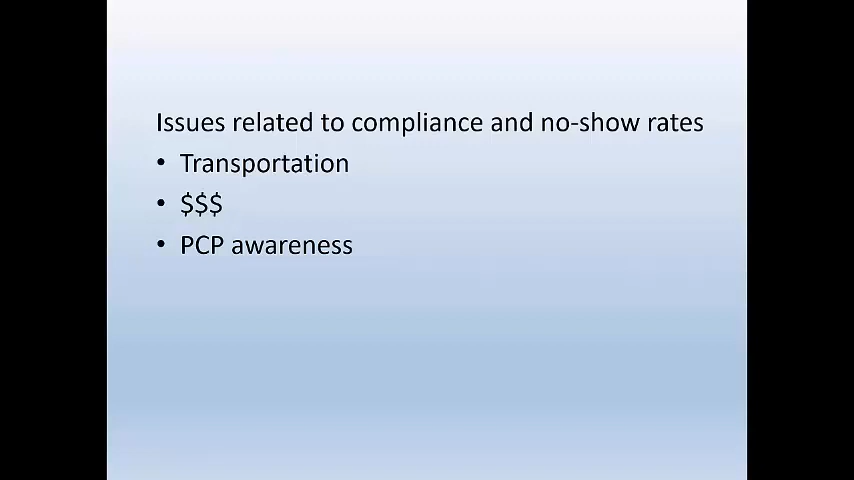 Issues related to compliance and no-show rates
• Transportation
• $$$
• PCP awareness